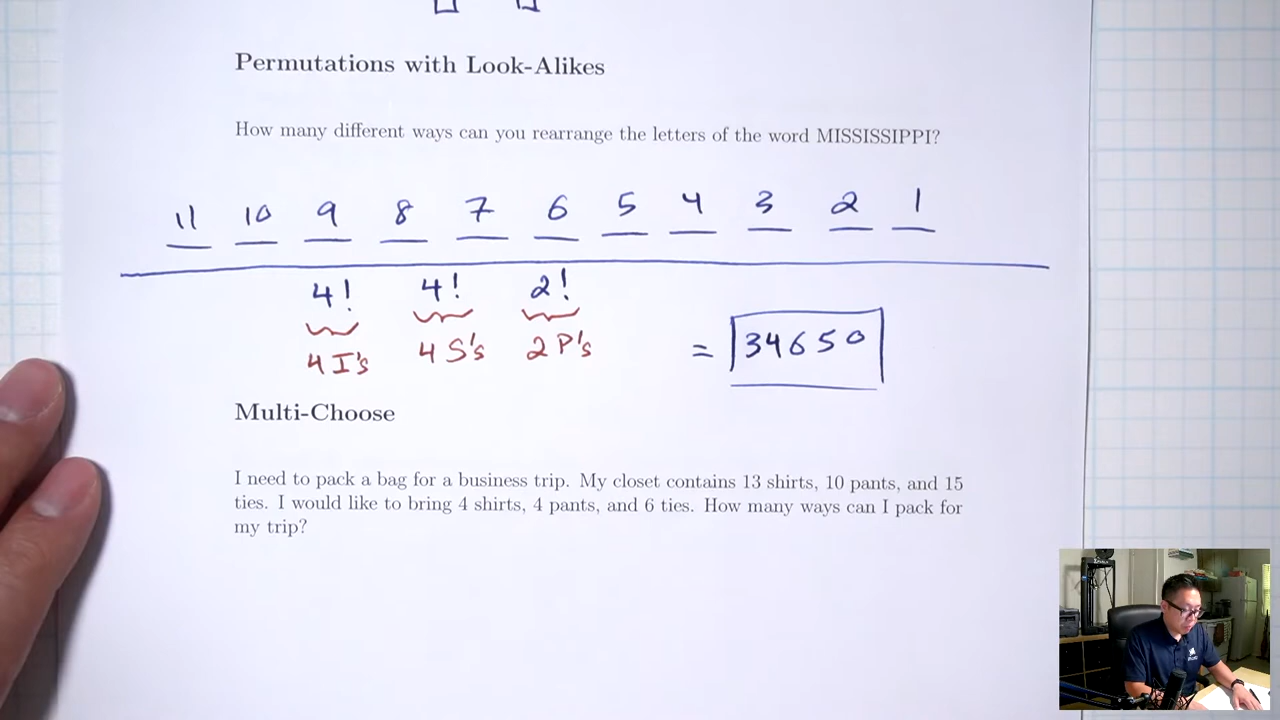 Permutations with Look-Alikes
How many different ways can you rearrange the letters of the word MISSISSIPPI?
11 10 9 8 7 6 5 4 3 2 1
4! 4! 2!
4 I's 4 S's 2 P's = 34650
Multi-Choose
I need to pack a bag for a business trip. My closet contains 13 shirts, 10 pants, and 15
ties. I would like to bring 4 shirts, 4 pants, and 6 ties. How many ways can I pack for
my trip?